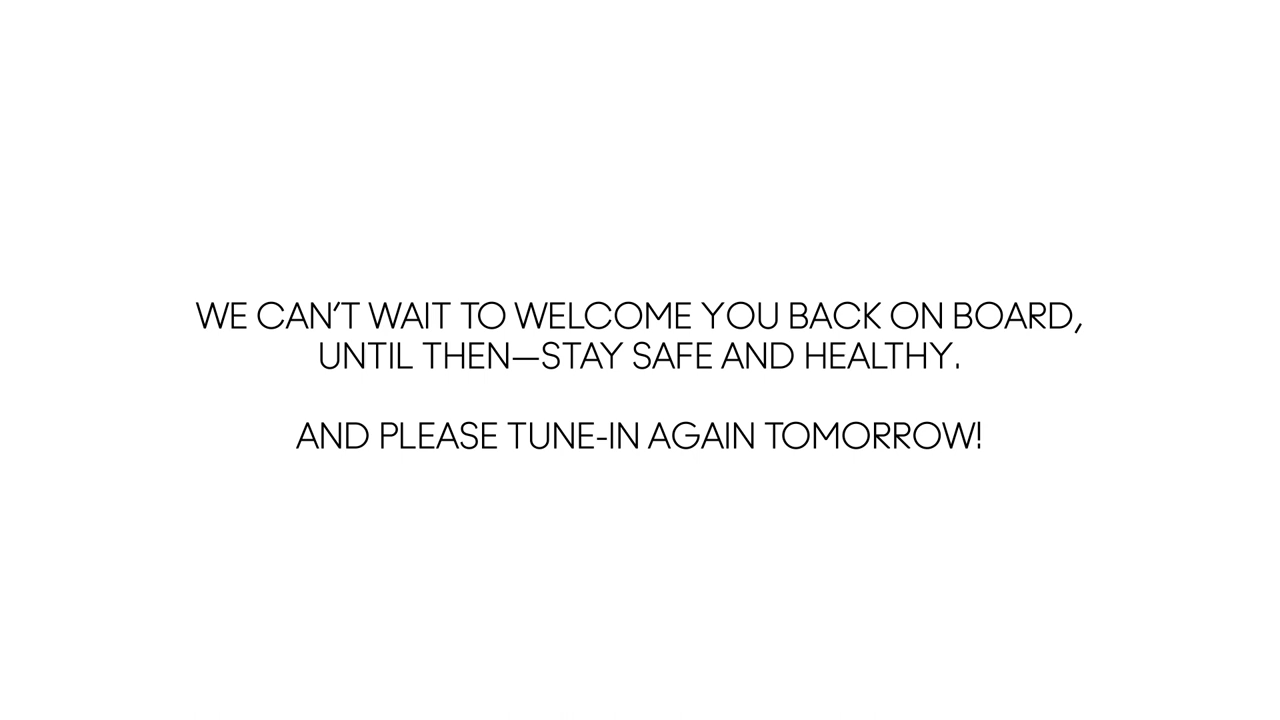 WE CAN’T WAIT TO WELCOME YOU BACK ON BOARD,
UNTIL THEN—STAY SAFE AND HEALTHY.
AND PLEASE TUNE-IN AGAIN TOMORROW!